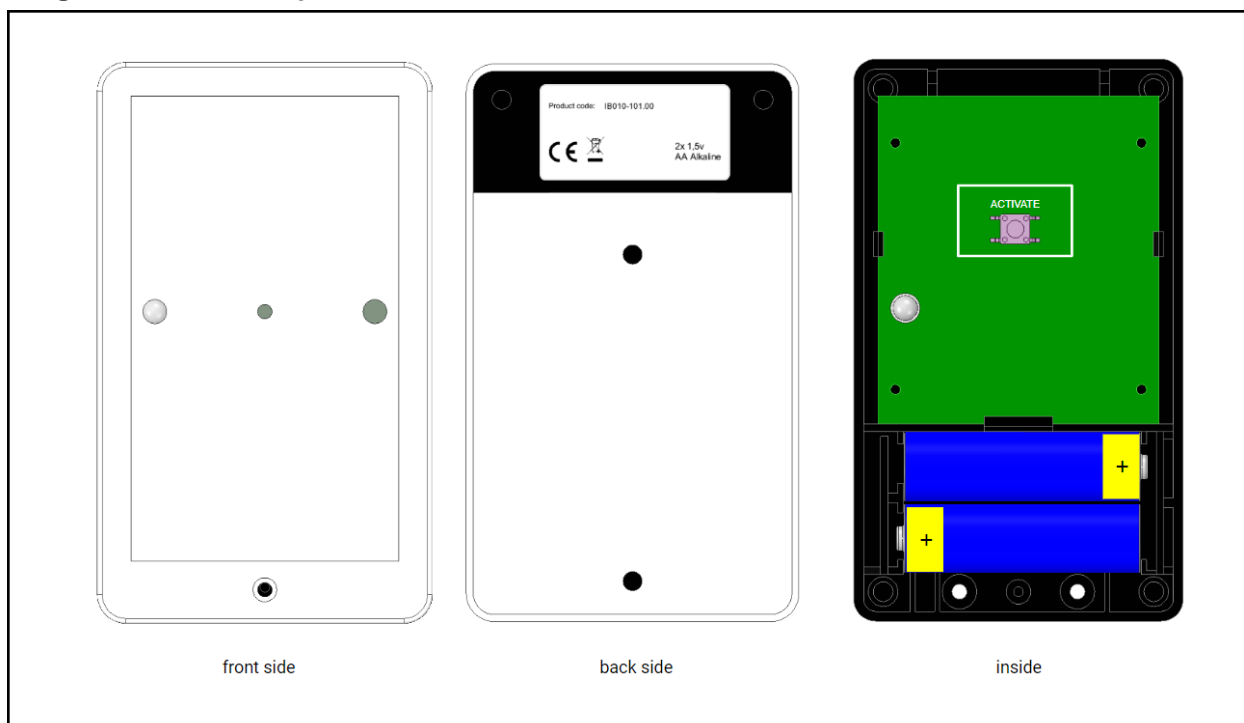 Product code: IB010-101.00
CE
2x 1,5v
AA Alkaline
ACTIVATE
+
+
front side
back side
inside